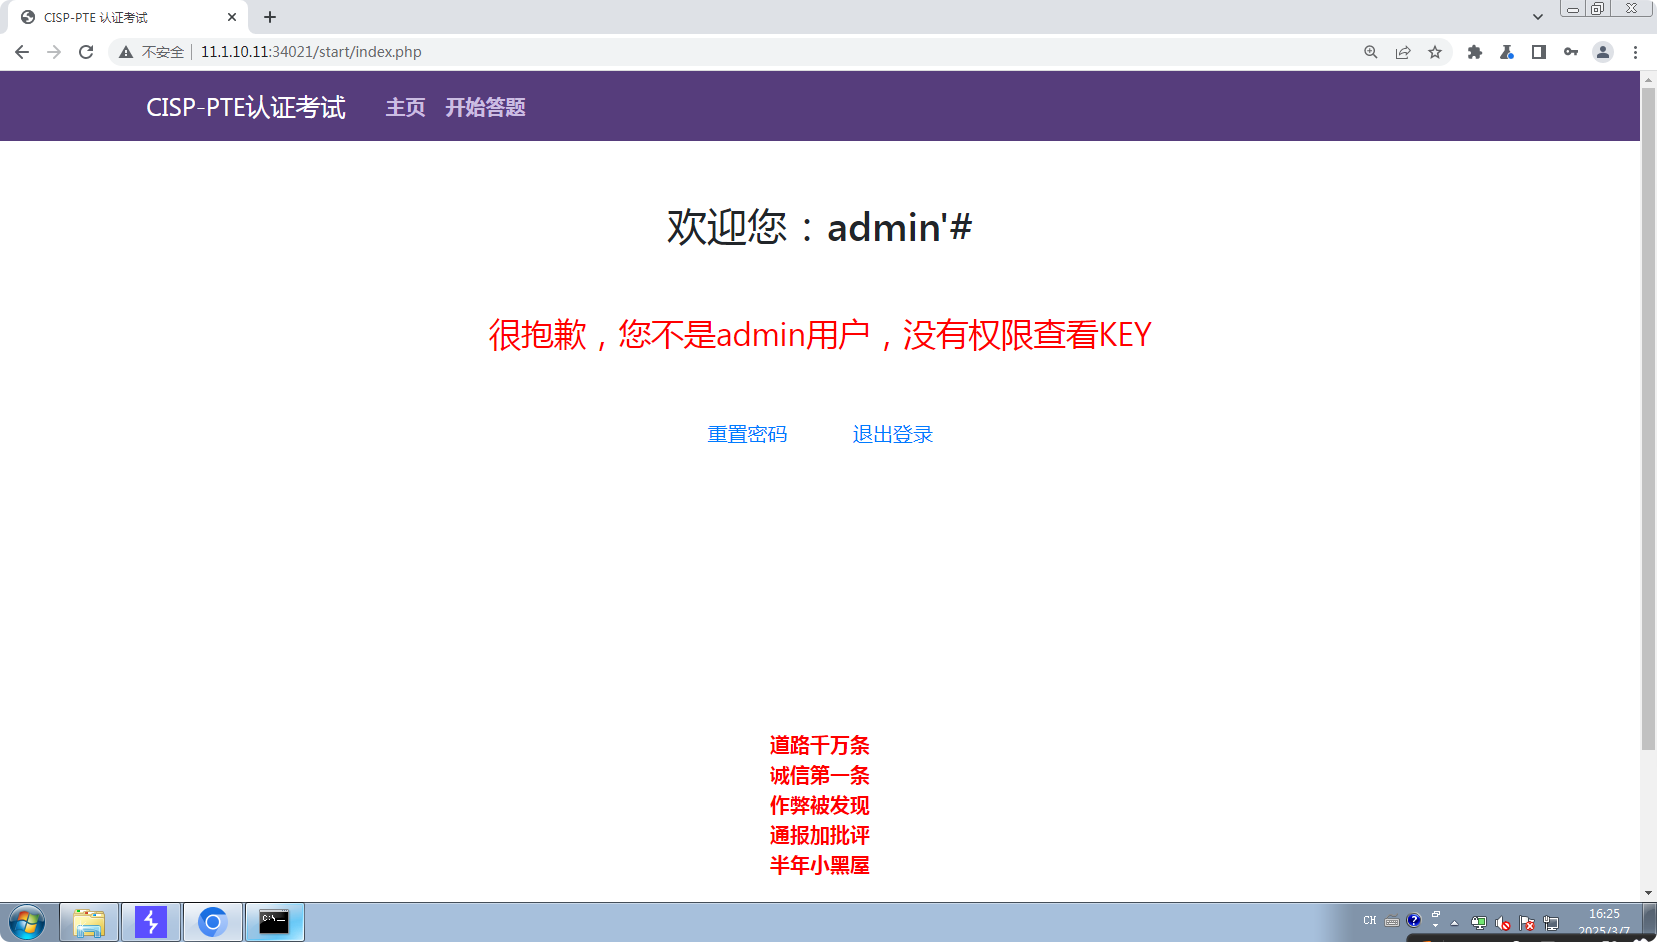 CISP-PTE 认证考试
不安全 11.1.10.11:34021/start/index.php
CISP-PTE认证考试 主页 开始答题
欢迎您：admin'#
很抱歉，您不是admin用户，没有权限查看KEY
重置密码 退出登录
道路千万条
诚信第一条
作弊被发现
通报加批评
半年小黑屋
C:\.
CH
16:25
2025/3/7